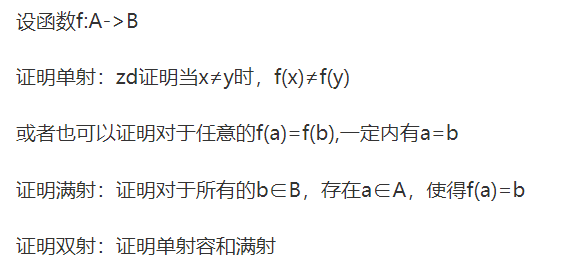 设函数f:A->B
证明单射：zd证明当x≠y时，f(x)≠f(y)
或者也可以证明对于任意的f(a)=f(b),一定内有a=b
证明满射：证明对于所有的b∈B，存在a∈A，使得f(a)=b
证明双射：证明单射容和满射